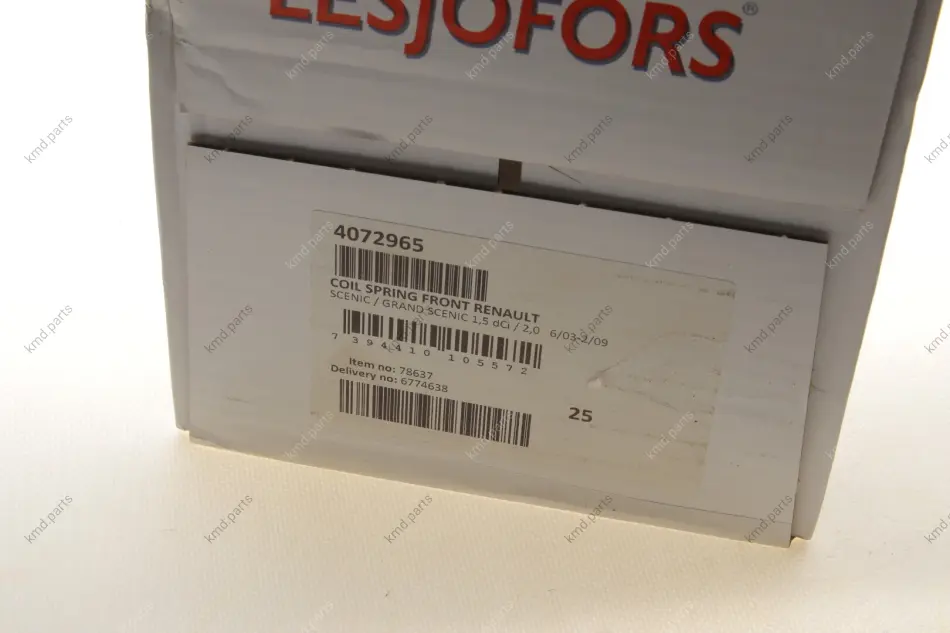 LESJÖFORS®
4072965
COIL SPRING FRONT RENAULT
SCENIC / GRAND SCENIC 1,5 dCi / 2,0 6/03-2/09
7 394410 105572
Item no: 78637
Delivery no: 6774638
25
kmd.parts